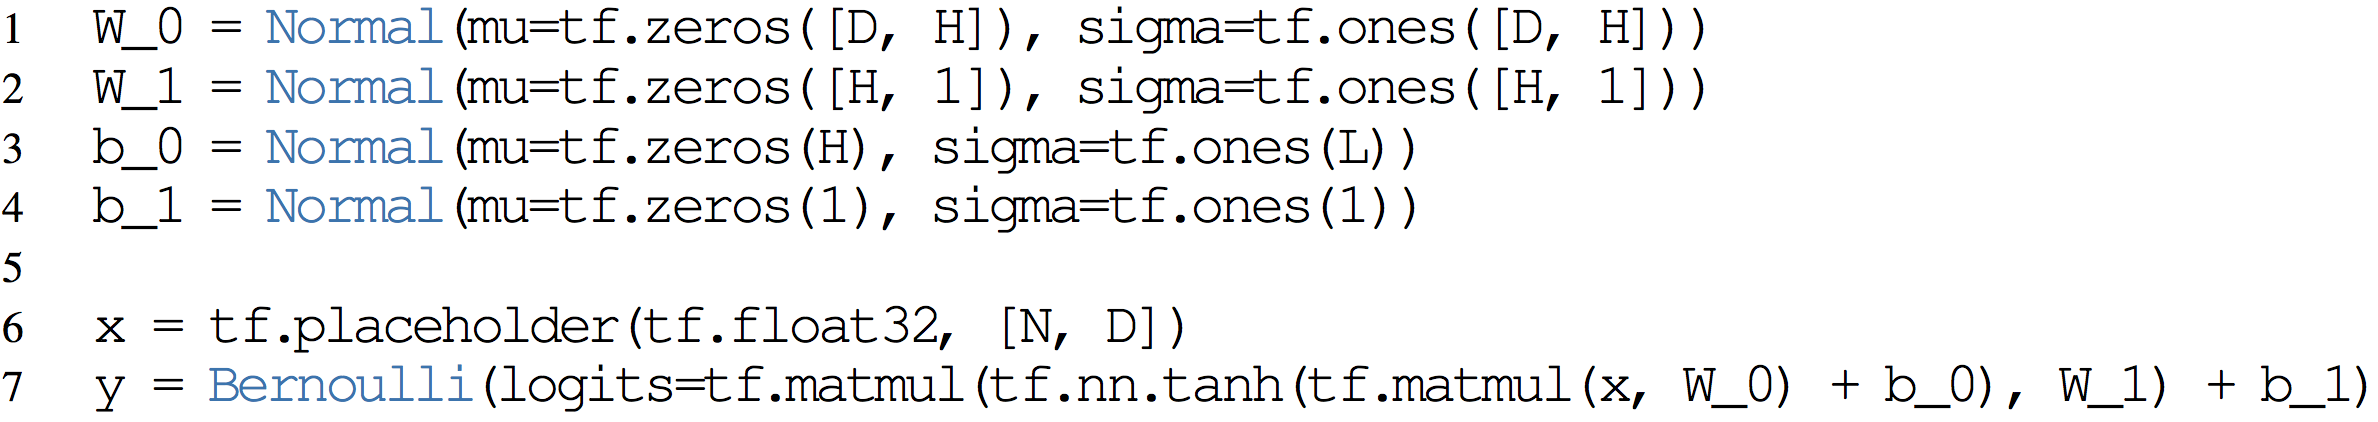 1 W_0 = Normal(mu=tf.zeros([D, H]), sigma=tf.ones([D, H]))
2 W_1 = Normal(mu=tf.zeros([H, 1]), sigma=tf.ones([H, 1]))
3 b_0 = Normal(mu=tf.zeros(H), sigma=tf.ones(L))
4 b_1 = Normal(mu=tf.zeros(1), sigma=tf.ones(1))
5
6 x = tf.placeholder(tf.float32, [N, D])
7 y = Bernoulli(logits=tf.matmul(tf.nn.tanh(tf.matmul(x, W_0) + b_0), W_1) + b_1)